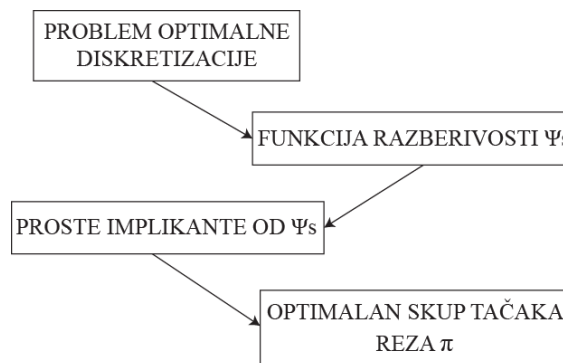 PROBLEM OPTIMALNE
DISKRETIZACIJE
FUNKCIJA RAZBERIVOSTI Ψs
PROSTE IMPLIKANTE OD Ψs
OPTIMALAN SKUP TAČAKA
REZA π